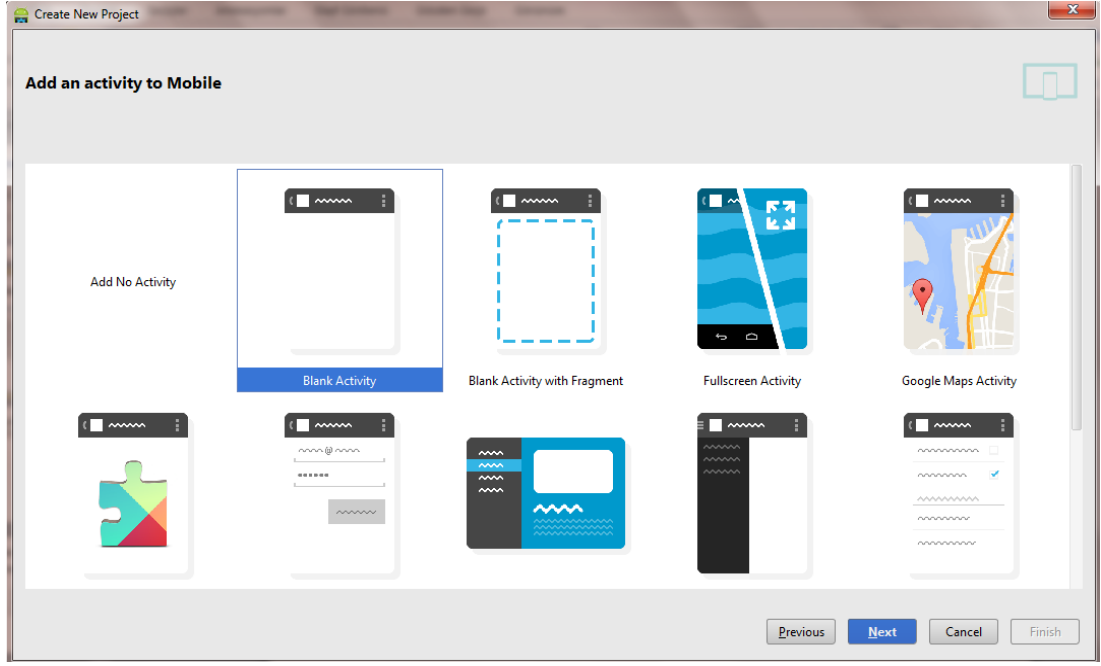 Create New Project
Add an activity to Mobile
Add No Activity
Blank Activity
Blank Activity with Fragment
Fullscreen Activity
Google Maps Activity
Previous
Next
Cancel
Finish